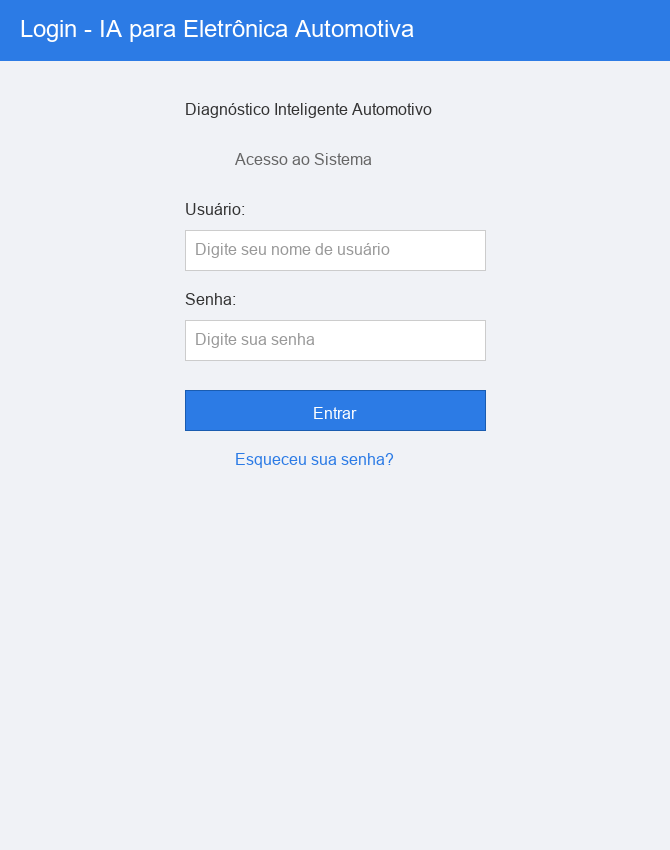 Login - IA para Eletrônica Automotiva
Diagnóstico Inteligente Automotivo
Acesso ao Sistema
Usuário:
Digite seu nome de usuário
Senha:
Digite sua senha
Entrar
Esqueceu sua senha?